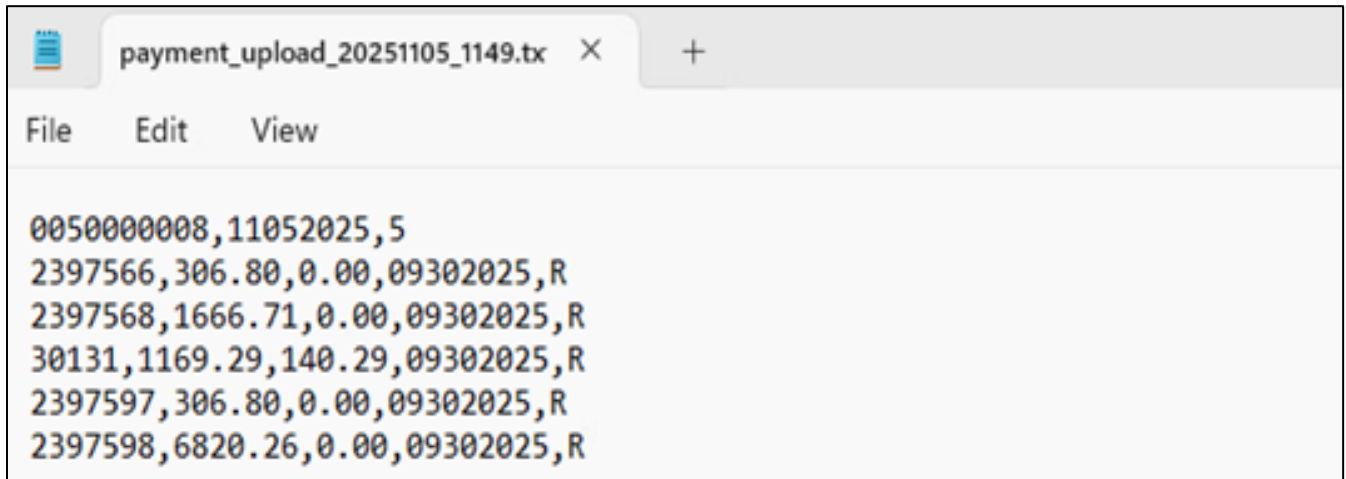 payment_upload_20251105_1149.tx
File Edit View
0050000008,11052025,5
2397566,306.80,0.00,09302025,R
2397568,1666.71,0.00,09302025,R
30131,1169.29,140.29,09302025,R
2397597,306.80,0.00,09302025,R
2397598,6820.26,0.00,09302025,R